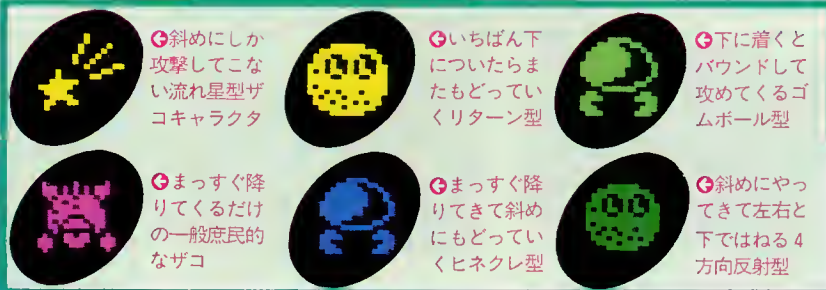 斜めにしか
攻撃してこな
い流れ星型ザ
コキャラクタ
いちばん下
についたらま
たもどってい
くリターン型
下に着くと
バウンドして
攻めてくるゴ
ムボール型
まっすぐ降
りてくるだけ
の一般庶民的
なザコ
まっすぐ降
りてきて斜め
にもどってい
くヒネクレ型
斜めにやっ
てきて左右と
下ではねる4
方向反射型